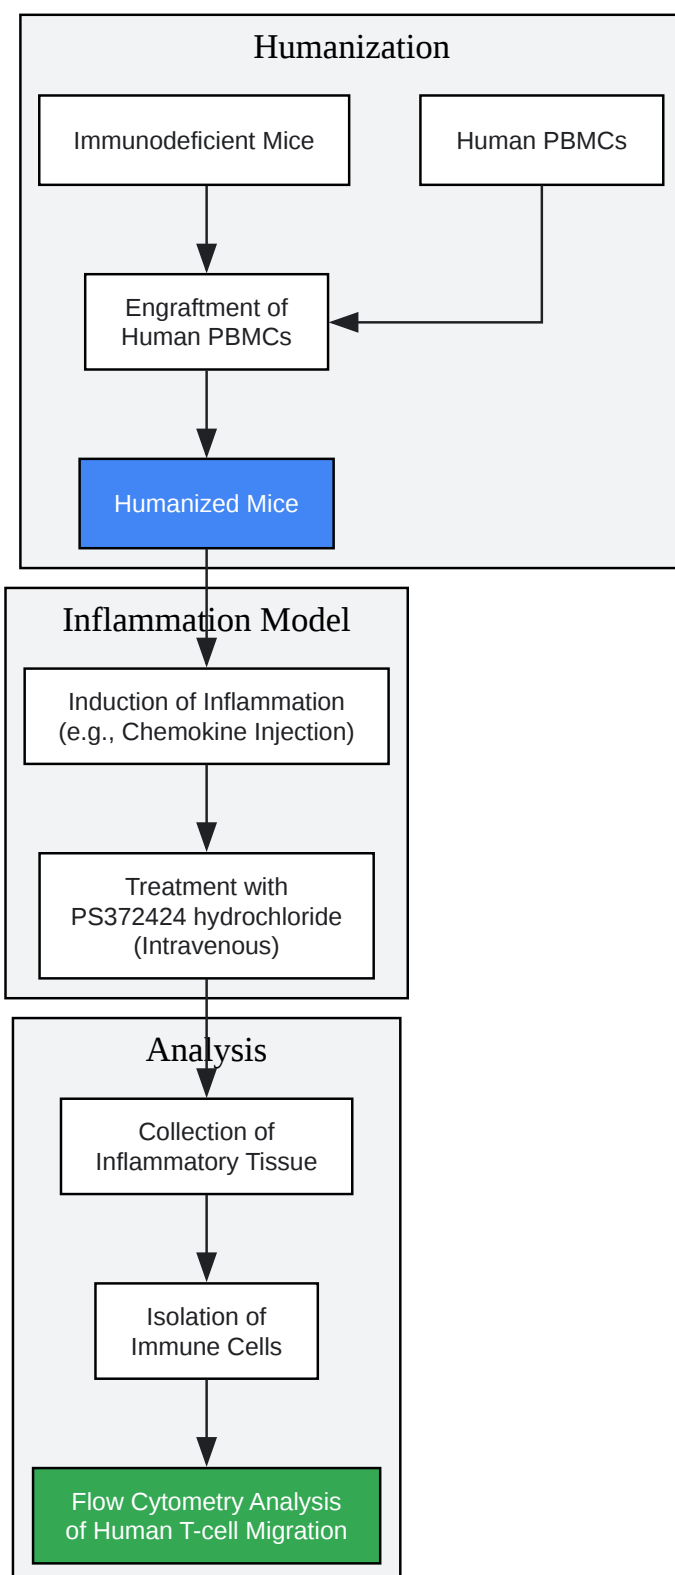 Humanization
Immunodeficient Mice
Human PBMCs
Engraftment of
Human PBMCs
Humanized Mice
Inflammation Model
Induction of Inflammation
(e.g., Chemokine Injection)
Treatment with
PS372424 hydrochloride
(Intravenous)
Analysis
Collection of
Inflammatory Tissue
Isolation of
Immune Cells
Flow Cytometry Analysis
of Human T-cell Migration